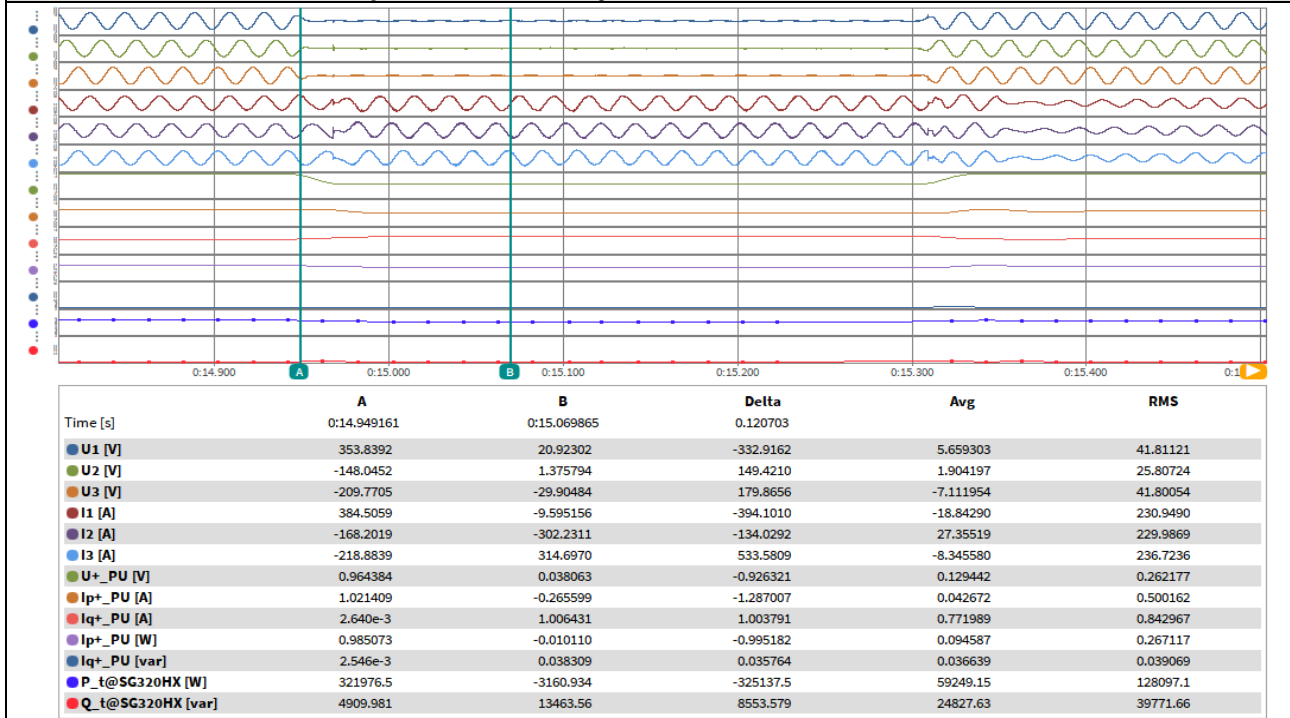 0:14.900 A 0:15.000 B 0:15.100 0:15.200 0:15.300 0:15.400
A B Delta Avg RMS
Time [s] 0:14.949161 0:15.069865 0.120703
U1 [V] 353.8392 20.92302 -332.9162 5.659303 41.81121
U2 [V] -148.0452 1.375794 149.4210 1.904197 25.80724
U3 [V] -209.7705 -29.90484 179.8656 -7.111954 41.80054
I1 [A] 384.5059 -9.595156 -394.1010 -18.84290 230.9490
I2 [A] -168.2019 -302.2311 -134.0292 27.35519 229.9869
I3 [A] -218.8839 314.6970 533.5809 -8.345580 236.7236
U+_PU [V] 0.964384 0.038063 -0.926321 0.129442 0.262177
Ip+_PU [A] 1.021409 -0.265599 -1.287007 0.042672 0.500162
Iq+_PU [A] 2.640e-3 1.006431 1.003791 0.771989 0.842967
Ip+_PU [W] 0.985073 -0.010110 -0.995182 0.094587 0.267117
Iq+_PU [var] 2.546e-3 0.038309 0.035764 0.036639 0.039069
P_t@SG320HX [W] 321976.5 -3160.934 -325137.5 59249.15 128097.1
Q_t@SG320HX [var] 4909.981 13463.56 8553.579 24827.63 39771.66